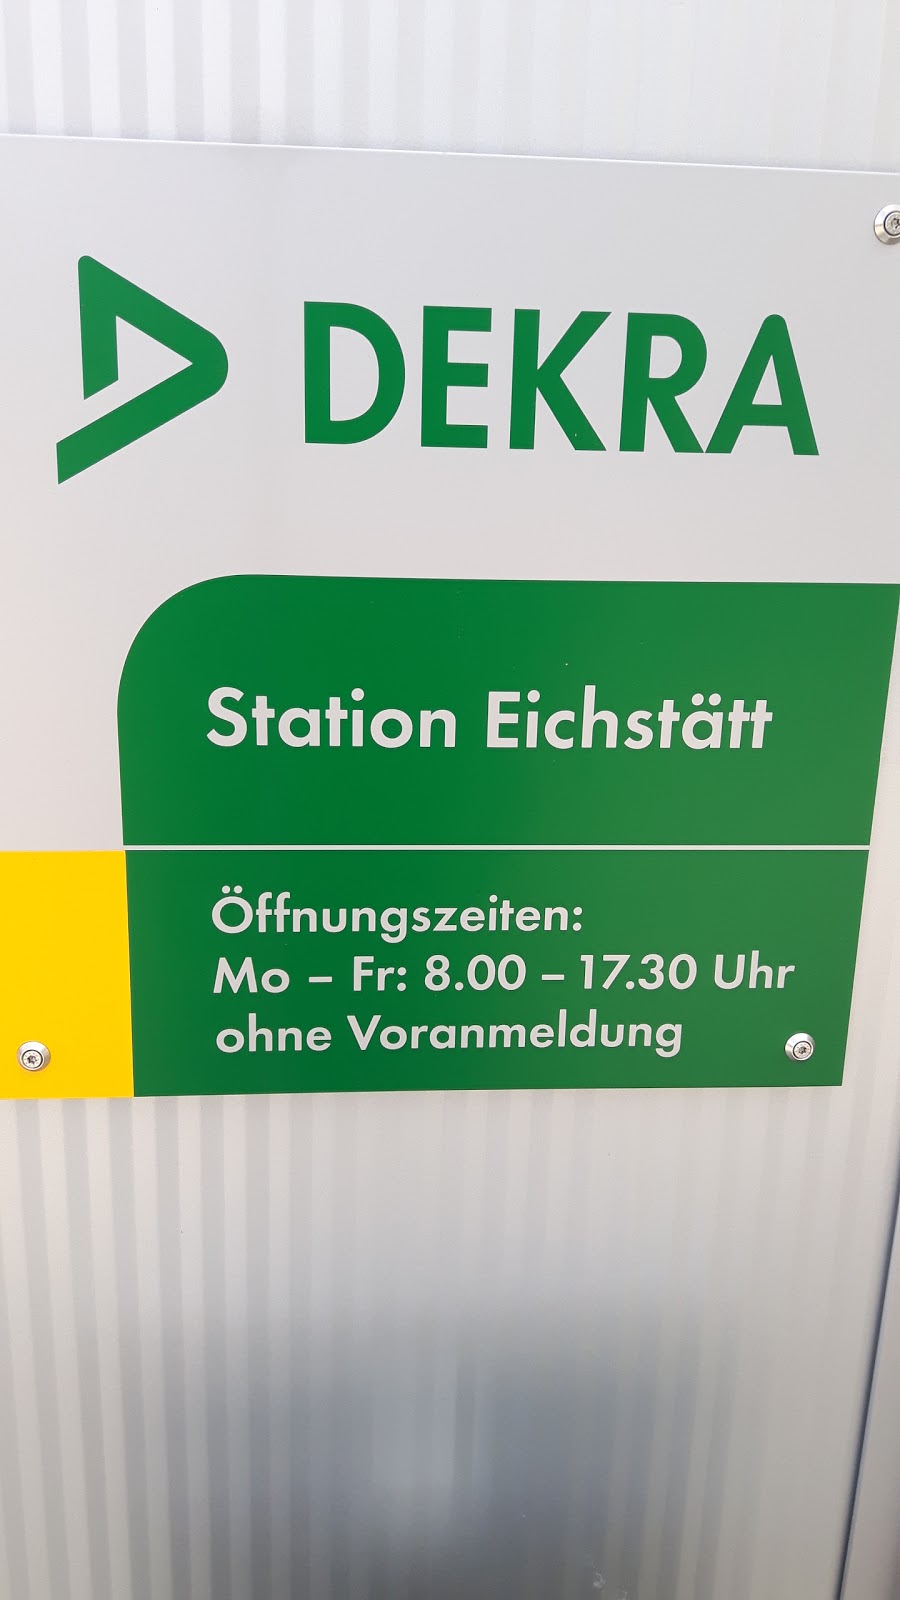 DEKRA
Station Eichstätt
Öffnungszeiten:
Mo – Fr: 8.00 – 17.30 Uhr
ohne Voranmeldung